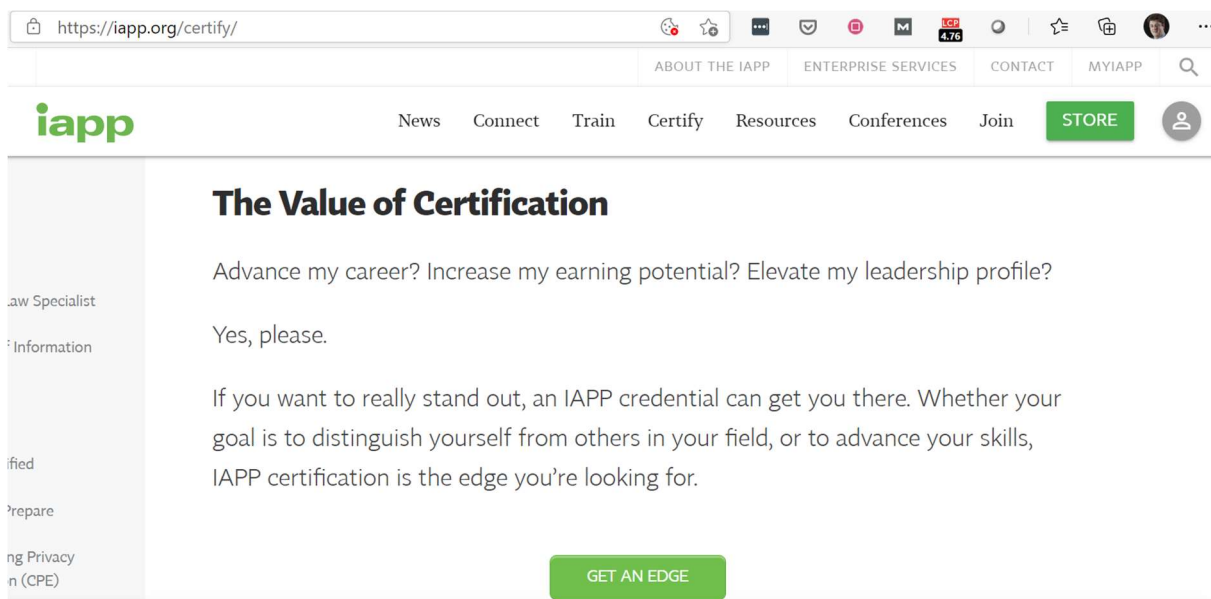 https://iapp.org/certify/
LCP
4.76
ABOUT THE IAPP ENTERPRISE SERVICES CONTACT MYIAPP
iapp
News Connect Train Certify Resources Conferences Join STORE
The Value of Certification
Advance my career? Increase my earning potential? Elevate my leadership profile?
Law Specialist
Yes, please.
f Information
If you want to really stand out, an IAPP credential can get you there. Whether your
goal is to distinguish yourself from others in your field, or to advance your skills,
ified
IAPP certification is the edge you're looking for.
Prepare
ng Privacy
n (CPE)
GET AN EDGE